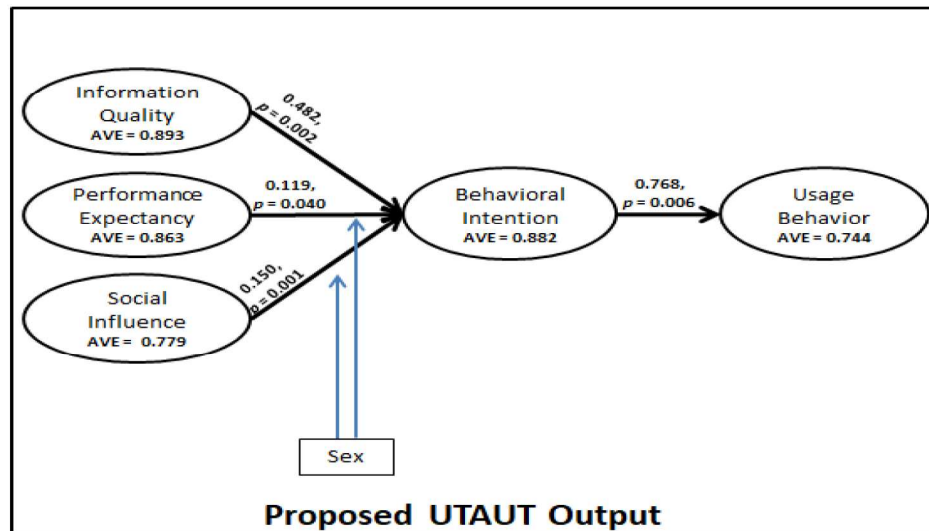 Information
Quality
AVE = 0.893
0.482,
p = 0.002
Performance
Expectancy
AVE = 0.863
0.119,
p = 0.040
Social
Influence
AVE = 0.779
0.150,
p = 0.001
Behavioral
Intention
AVE = 0.882
0.768,
p = 0.006
Usage
Behavior
AVE = 0.744
Sex
Proposed UTAUT Output